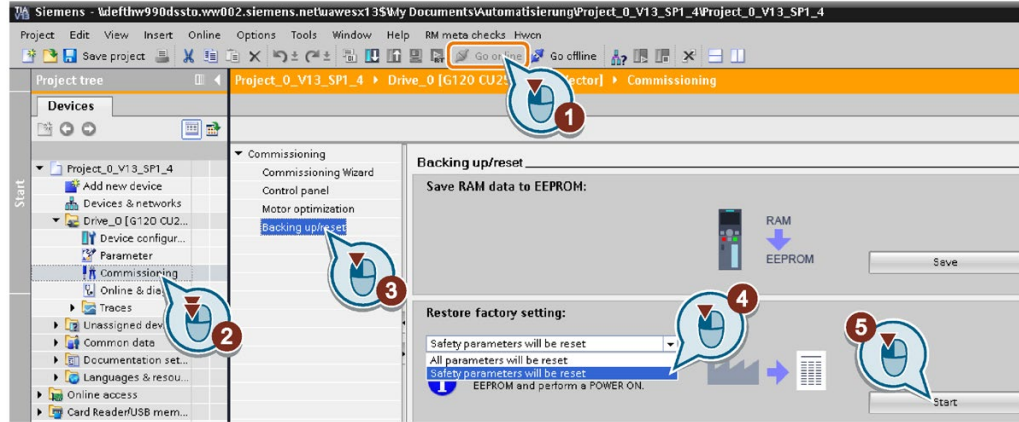 Siemens - \\defthw990dssto.ww002.siemens.net\uawesx13$\My Documents\Automatisierung\Project_0_V13_SP1_4\Project_0_V13_SP1_4
Project Edit View Insert Online Options Tools Window Help RM meta checks Hwcn
Save project Go online Go offline
Project tree
Project_0_V13_SP1_4 Drive_0 [G120 Commissioning
1
Devices
Start
Project_0_V13_SP1_4
Add new device
Devices & networks
Drive_0 [G120 CU2...
Device configur...
Parameter
Commissioning
Online &
Traces
Unassigned
Common data
Documentation set...
Languages & resou...
Online access
Card Reader/USB mem...
2
Commissioning
Commissioning Wizard
Control panel
Motor optimization
Backing up/reset
3
Backing up/reset
Save RAM data to EEPROM:
RAM
EEPROM
Save
Restore factory setting:
4
Safety parameters will be reset
All parameters will be reset
Safety parameters will be reset
EEPROM and perform a POWER ON.
5
Start